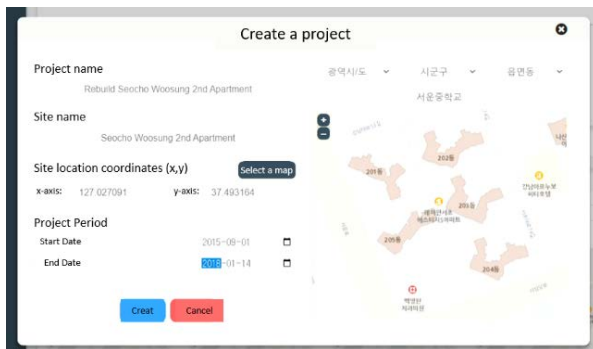 Create a project
Project name
Rebuild Seocho Woosung 2nd Apartment
Site name
Seocho Woosung 2nd Apartment
Site location coordinates (x,y)
Select a map
x-axis: 127.027091 y-axis: 37.493164
Project Period
Start Date 2015-09-01
End Date 2018-01-14
Creat Cancel
광역시/도 시군구 읍면동
서운중학교
202동
201동
203동
205동
204동